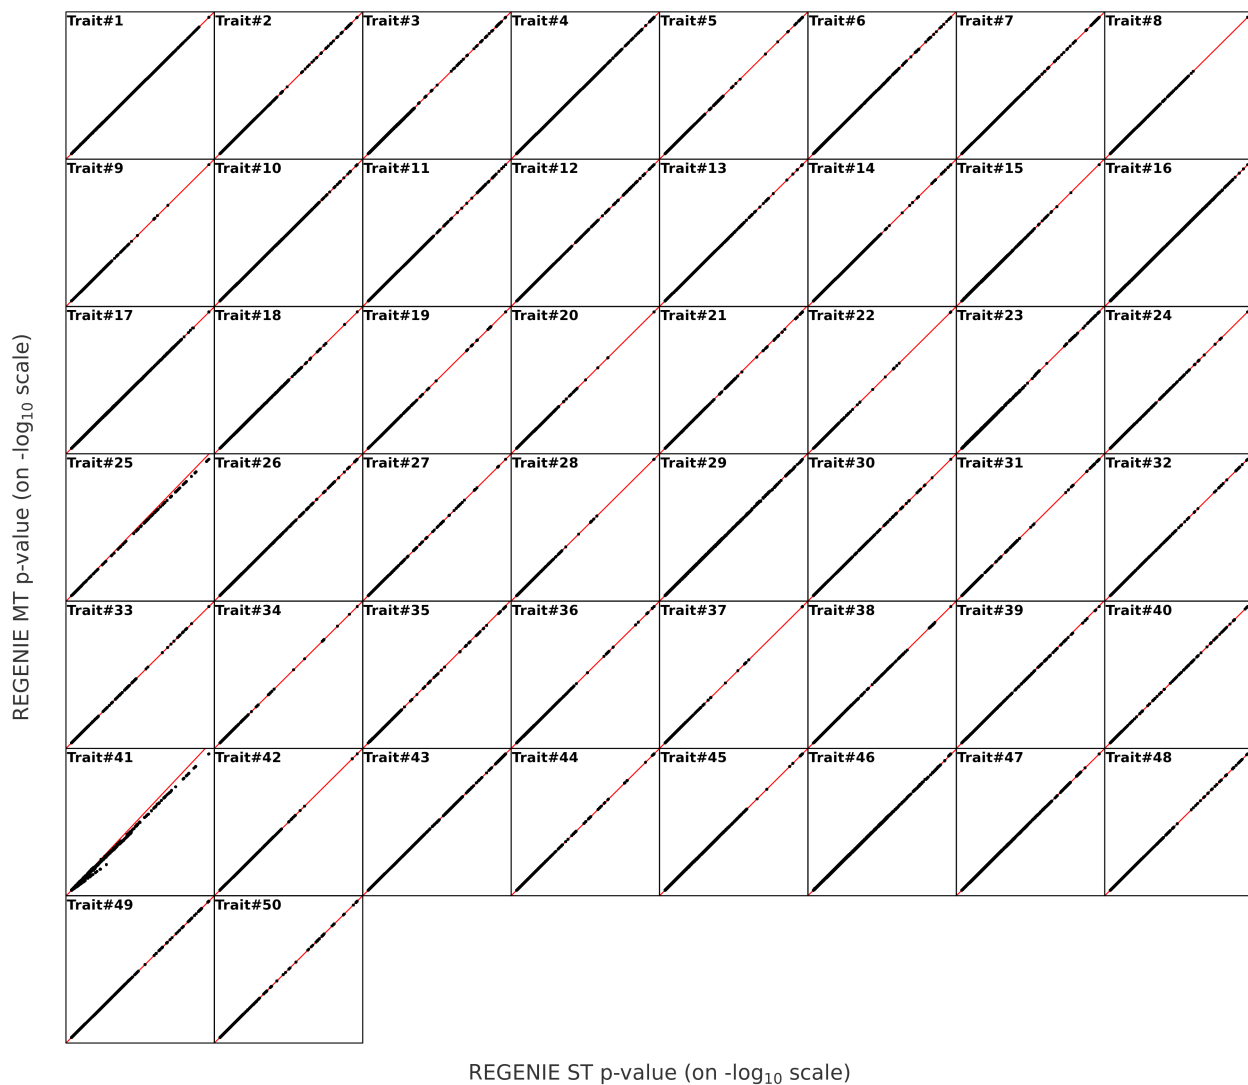 Trait#1 Trait#2 Trait#3 Trait#4 Trait#5 Trait#6 Trait#7 Trait#8
Trait#9 Trait#10 Trait#11 Trait#12 Trait#13 Trait#14 Trait#15 Trait#16
Trait#17 Trait#18 Trait#19 Trait#20 Trait#21 Trait#22 Trait#23 Trait#24
Trait#25 Trait#26 Trait#27 Trait#28 Trait#29 Trait#30 Trait#31 Trait#32
Trait#33 Trait#34 Trait#35 Trait#36 Trait#37 Trait#38 Trait#39 Trait#40
Trait#41 Trait#42 Trait#43 Trait#44 Trait#45 Trait#46 Trait#47 Trait#48
Trait#49 Trait#50
REGENIE MT p-value (on -log10 scale)
REGENIE ST p-value (on -log10 scale)